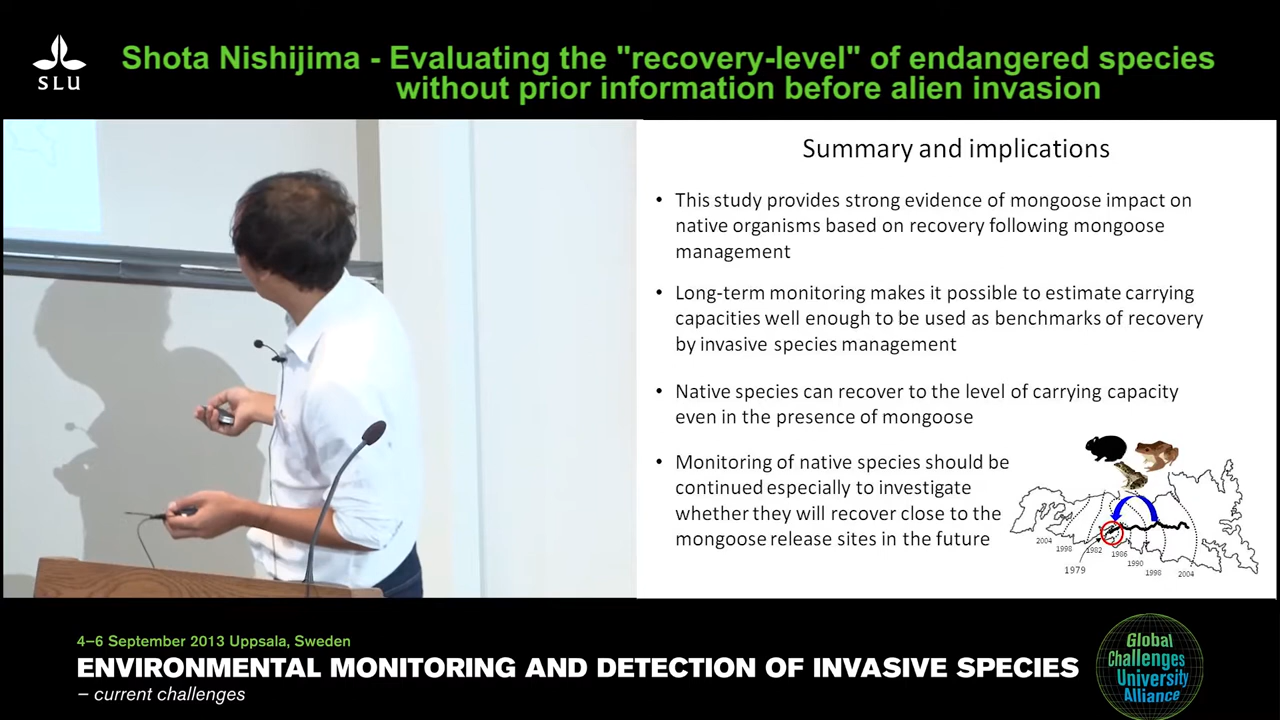 SLU
Shota Nishijima - Evaluating the "recovery-level" of endangered species
without prior information before alien invasion
Summary and implications
• This study provides strong evidence of mongoose impact on
native organisms based on recovery following mongoose
management
• Long-term monitoring makes it possible to estimate carrying
capacities well enough to be used as benchmarks of recovery
by invasive species management
• Native species can recover to the level of carrying capacity
even in the presence of mongoose
• Monitoring of native species should be
continued especially to investigate
whether they will recover close to the
mongoose release sites in the future
2004
1998
1982
1986
1990
1979
1998
2004
4–6 September 2013 Uppsala, Sweden
ENVIRONMENTAL MONITORING AND DETECTION OF INVASIVE SPECIES
– current challenges
Global
Challenges
University
Alliance